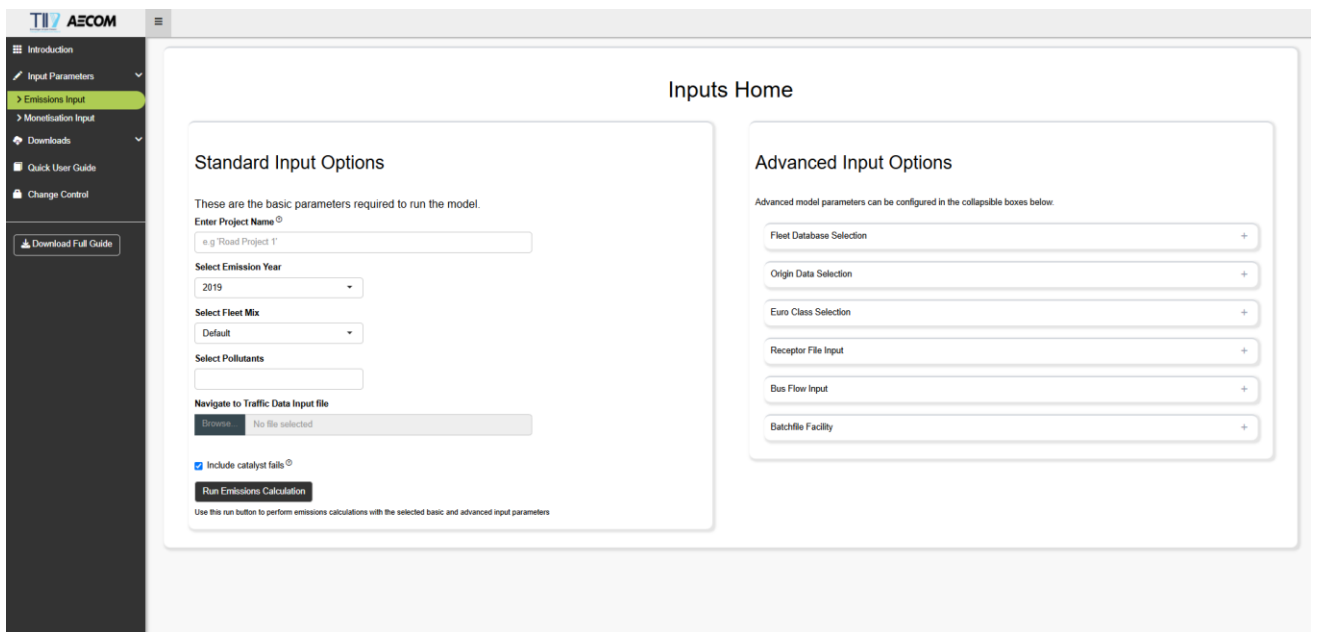 TII AECOM
Introduction
Input Parameters
Emissions Input
Monetisation Input
Downloads
Quick User Guide
Change Control
Download Full Guide
Inputs Home
Standard Input Options
These are the basic parameters required to run the model.
Enter Project Name
e.g 'Road Project 1'
Select Emission Year
2019
Select Fleet Mix
Default
Select Pollutants
Navigate to Traffic Data Input file
Browse... No file selected
Include catalyst fails
Run Emissions Calculation
Use this run button to perform emissions calculations with the selected basic and advanced input parameters
Advanced Input Options
Advanced model parameters can be configured in the collapsible boxes below.
Fleet Database Selection
Origin Data Selection
Euro Class Selection
Receptor File Input
Bus Flow Input
Batchfile Facility